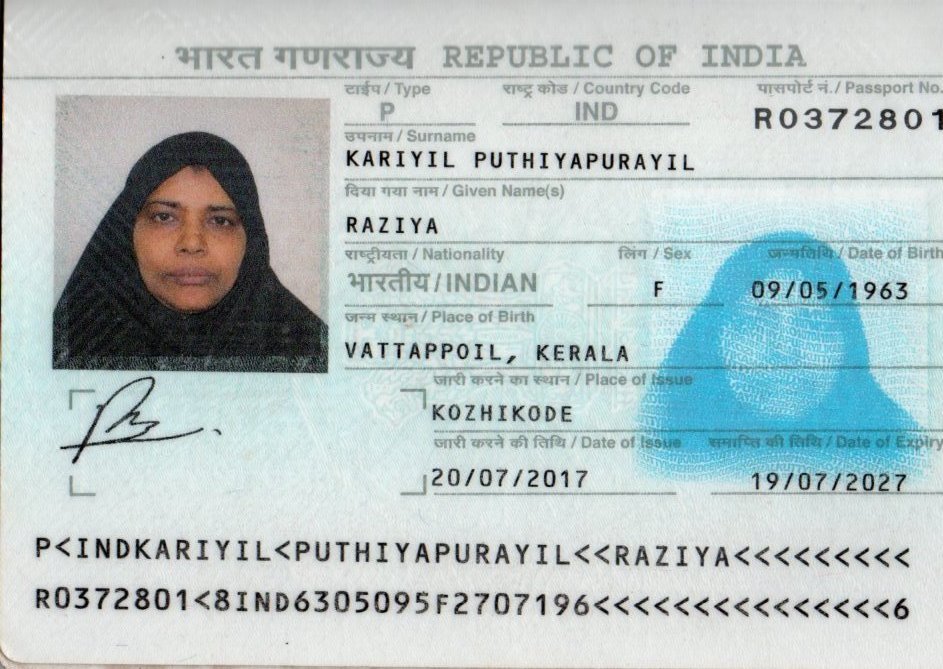 भारत गणराज्य REPUBLIC OF INDIA
टाईप / Type राष्ट्र कोड / Country Code पासपोर्ट नं. / Passport No.
P IND R0372801
उपनाम / Surname
KARIYIL PUTHIYAPURAYIL
दिया गया नाम / Given Name(s)
RAZIYA
राष्ट्रीयता / Nationality लिंग / Sex जन्मतिथि / Date of Birth
भारतीय / INDIAN F 09/05/1963
जन्म स्थान / Place of Birth
VATTAPPOIL, KERALA
जारी करने का स्थान / Place of Issue
KOZHIKODE
जारी करने की तिथि / Date of Issue समाप्ति की तिथि / Date of Expiry
20/07/2017 19/07/2027
P<INDKARIYIL<PUTHIYAPURAYIL<<RAZIYA<<<<<<<<<
R0372801<8IND6305095F2707196<<<<<<<<<<<<<<<6